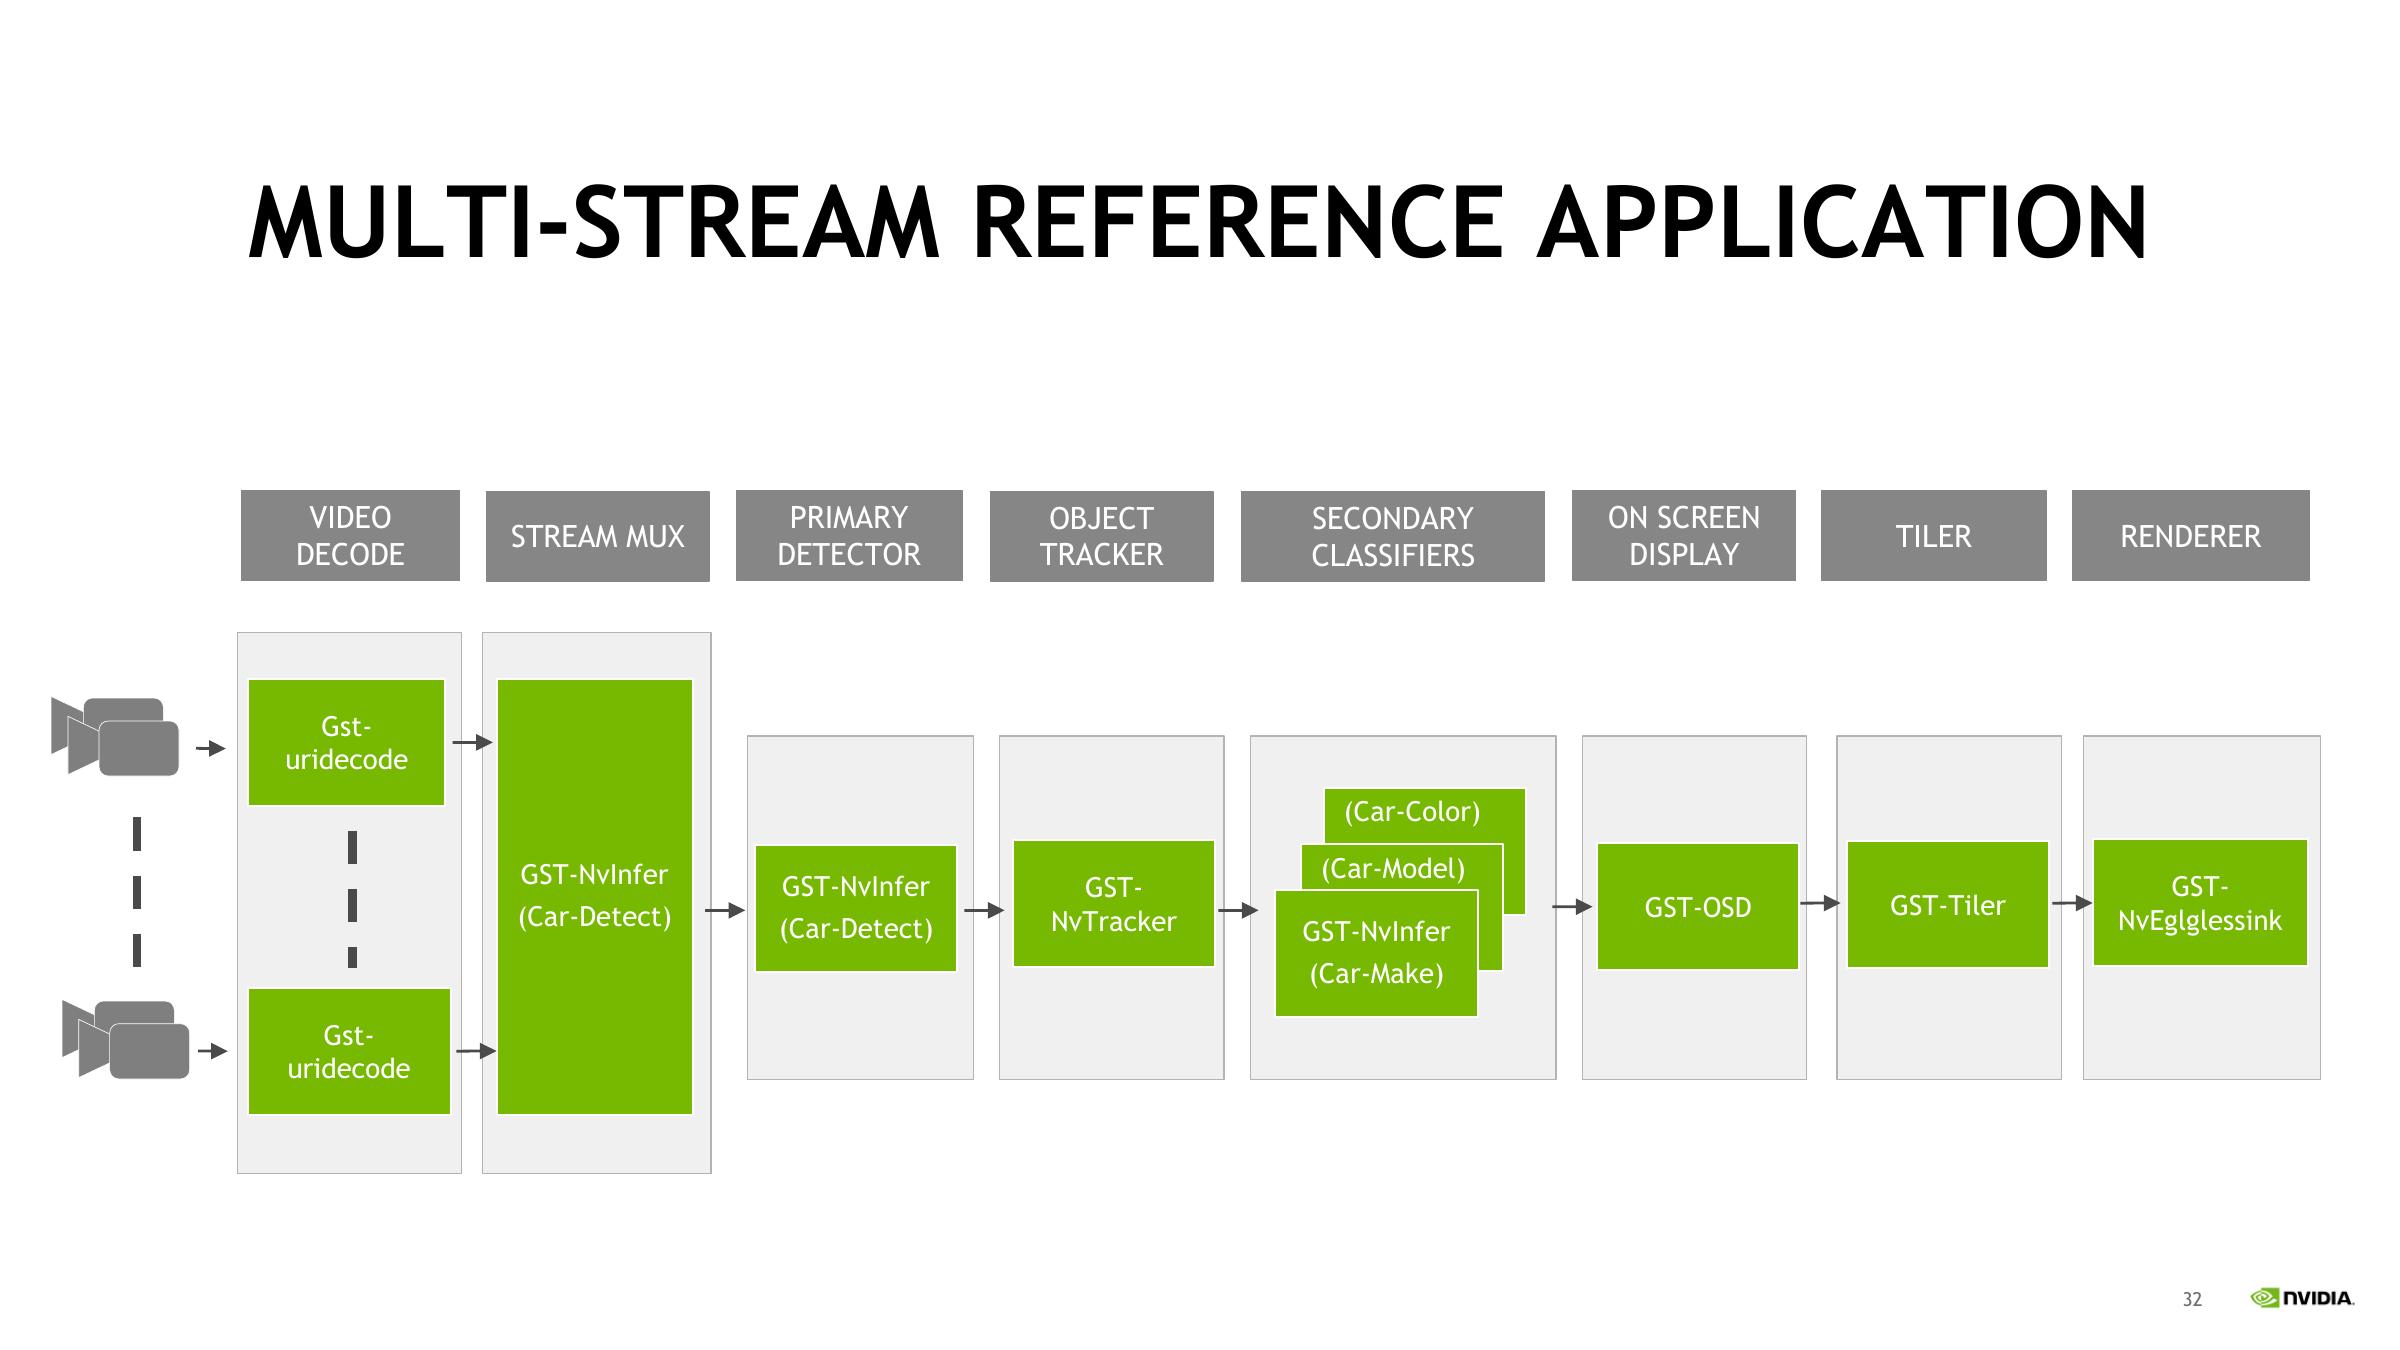 MULTI-STREAM REFERENCE APPLICATION
VIDEO
DECODE
STREAM MUX
PRIMARY
DETECTOR
OBJECT
TRACKER
SECONDARY
CLASSIFIERS
ON SCREEN
DISPLAY
TILER
RENDERER
Gst-
uridecode
Gst-
uridecode
GST-NvInfer
(Car-Detect)
GST-NvInfer
(Car-Detect)
GST-
NvTracker
(Car-Color)
(Car-Model)
GST-NvInfer
(Car-Make)
GST-OSD
GST-Tiler
GST-
NvEglglessink
32
NVIDIA.